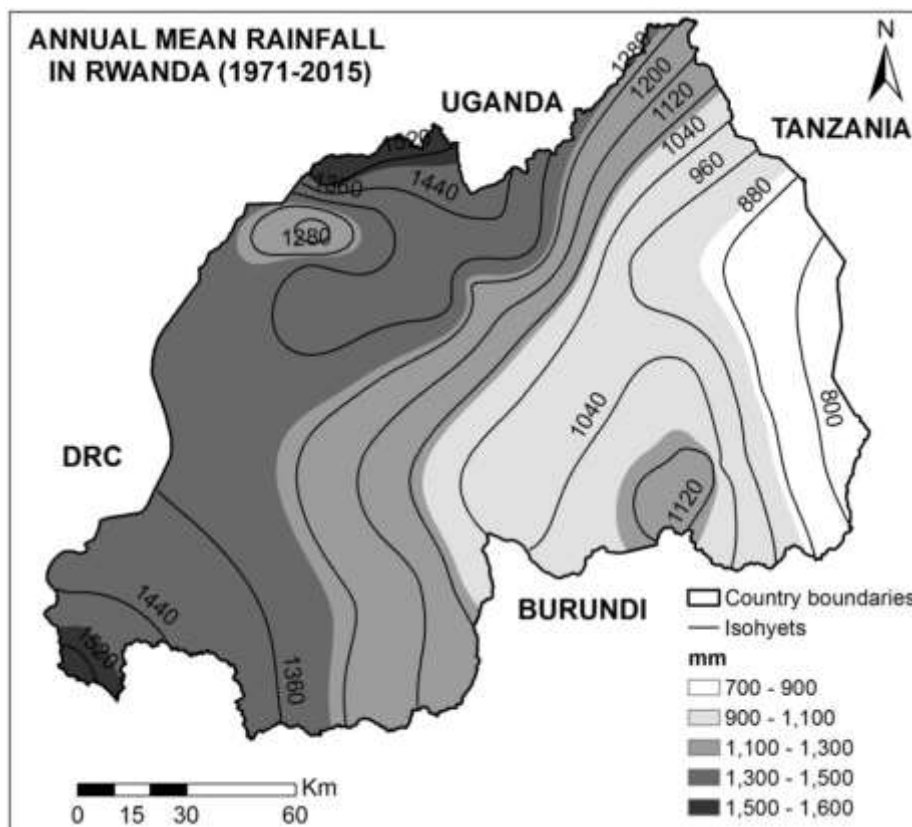 ANNUAL MEAN RAINFALL
IN RWANDA (1971-2015)
N
UGANDA
TANZANIA
DRC
BURUNDI
1280
1200
1120
1040
960
880
800
1520
1360
1440
1280
1040
1120
1440
1520
1360
Country boundaries
Isohyets
mm
700 - 900
900 - 1,100
1,100 - 1,300
1,300 - 1,500
1,500 - 1,600
Km
0 15 30 60